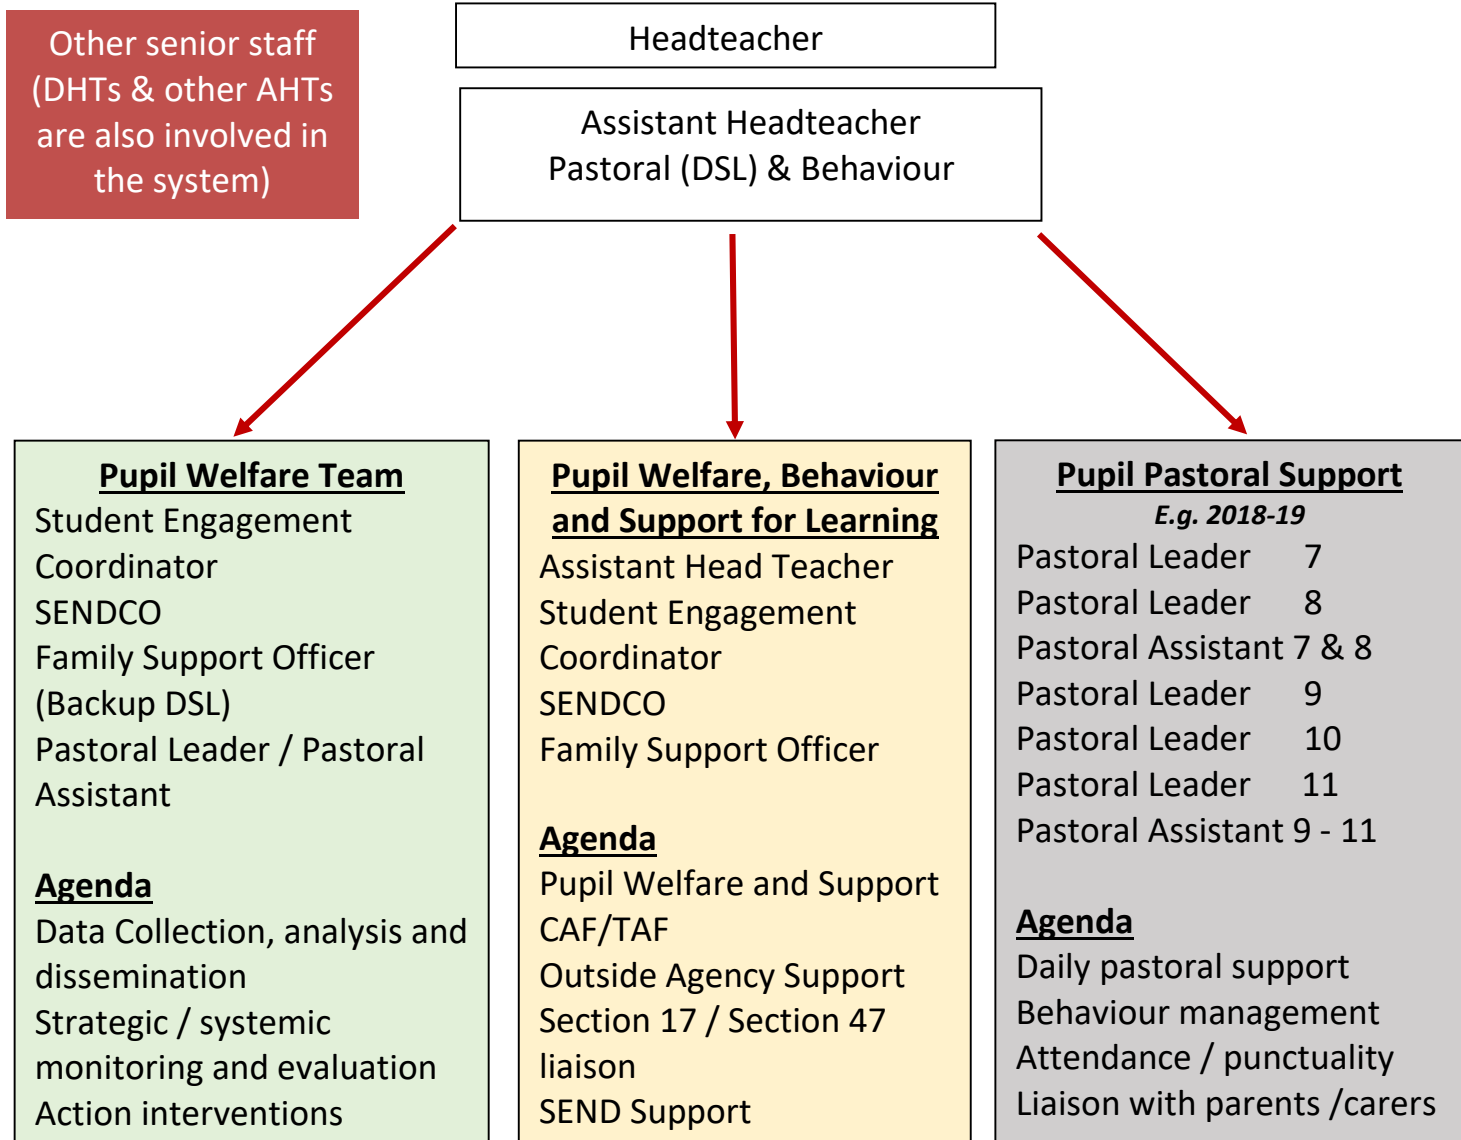 Other senior staff
(DHTs & other AHTs
are also involved in
the system)
Headteacher
Assistant Headteacher
Pastoral (DSL) & Behaviour
Pupil Welfare Team
Student Engagement
Coordinator
SENDCO
Family Support Officer
(Backup DSL)
Pastoral Leader / Pastoral
Assistant
Agenda
Data Collection, analysis and
dissemination
Strategic / systemic
monitoring and evaluation
Action interventions
Pupil Welfare, Behaviour
and Support for Learning
Assistant Head Teacher
Student Engagement
Coordinator
SENDCO
Family Support Officer
Agenda
Pupil Welfare and Support
CAF/TAF
Outside Agency Support
Section 17 / Section 47
liaison
SEND Support
Pupil Pastoral Support
E.g. 2018-19
Pastoral Leader 7
Pastoral Leader 8
Pastoral Assistant 7 & 8
Pastoral Leader 9
Pastoral Leader 10
Pastoral Leader 11
Pastoral Assistant 9 - 11
Agenda
Daily pastoral support
Behaviour management
Attendance / punctuality
Liaison with parents /carers